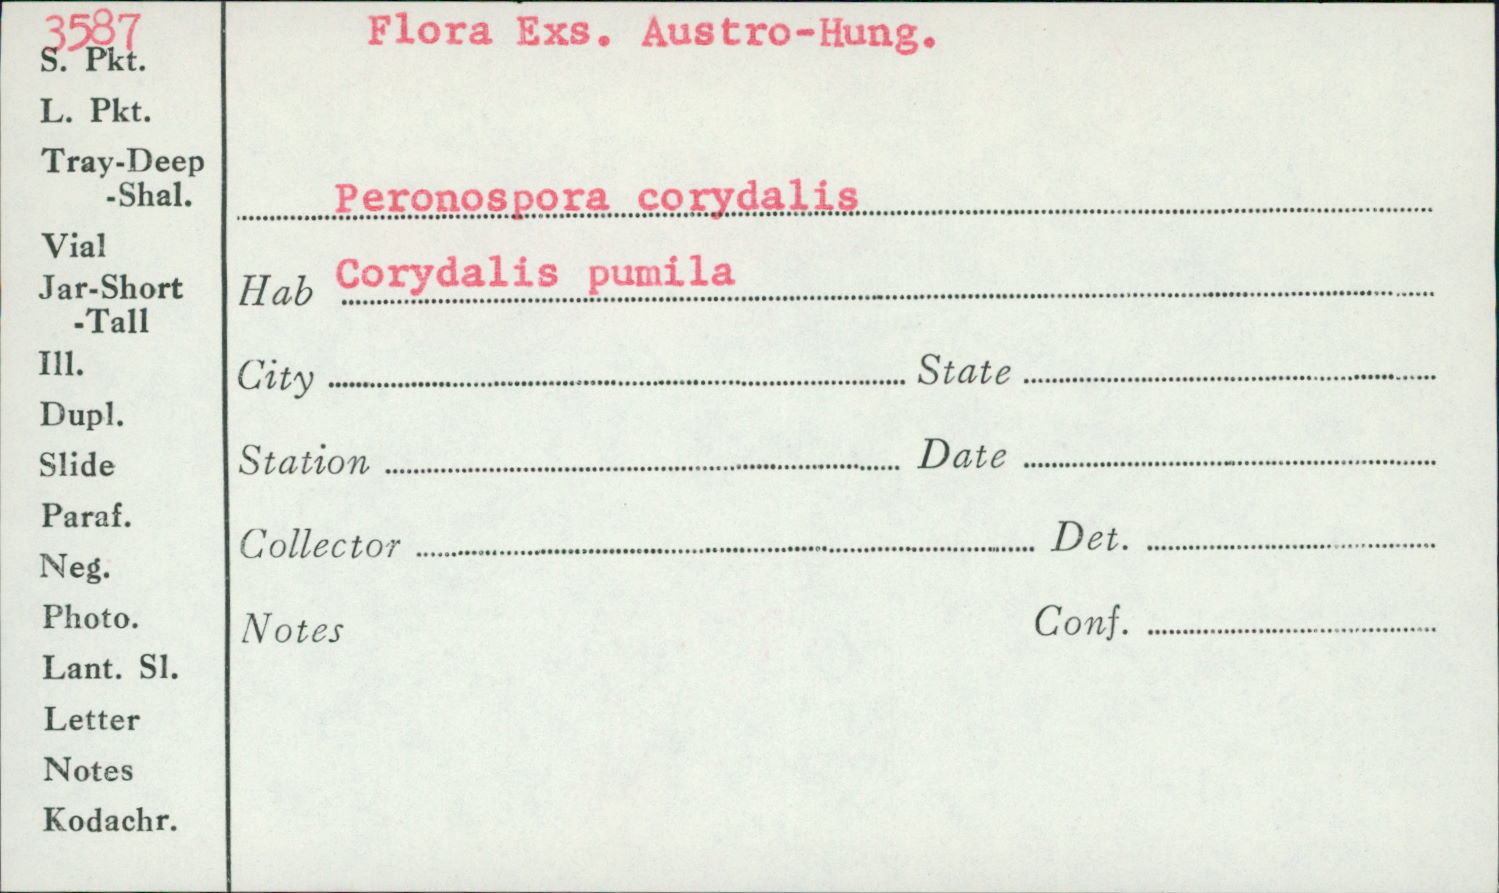 3587
Flora Exs. Austro-Hung.
S. Pkt.
L. Pkt.
Tray-Deep
-Shal.
Vial
Jar-Short
-Tall
Ill.
Dupl.
Slide
Paraf.
Neg.
Photo.
Lant. Sl.
Letter
Notes
Kodachr.
Peronospora corydalis
Hab Corydalis pumila
City State
Station Date
Collector Det.
Notes Conf.